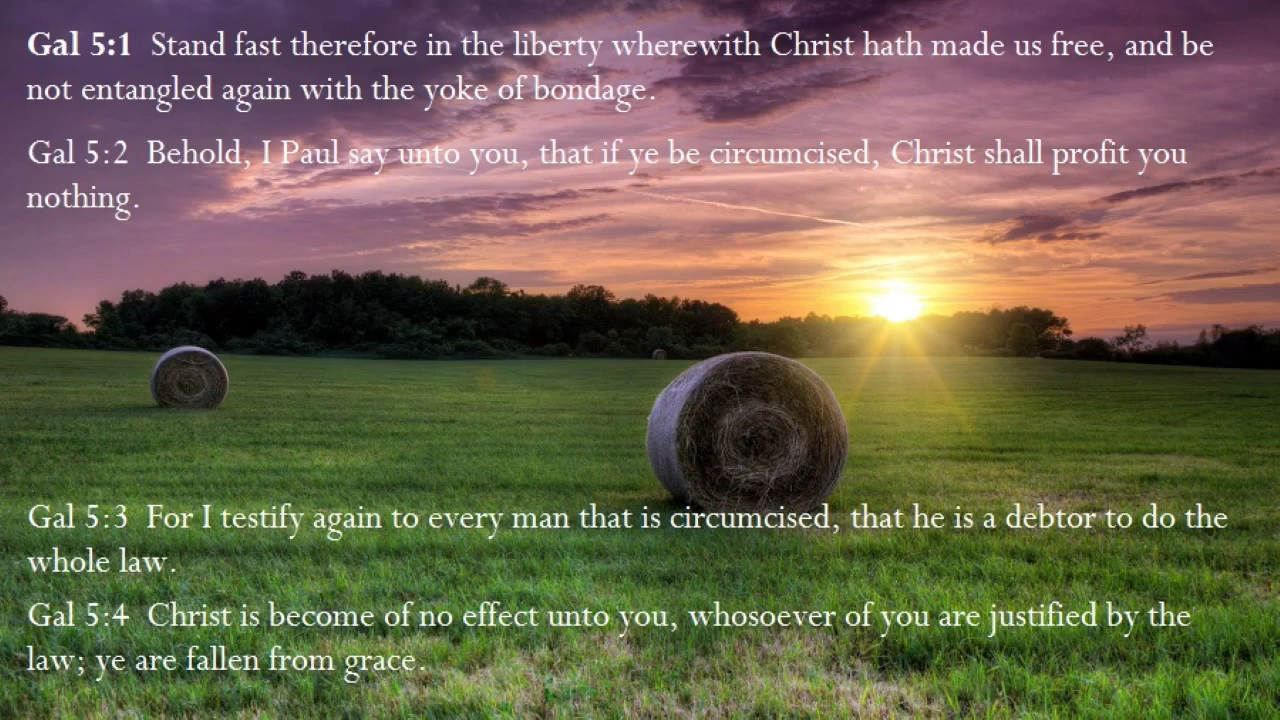 Gal 5:1 Stand fast therefore in the liberty wherewith Christ hath made us free, and be
not entangled again with the yoke of bondage.
Gal 5:2 Behold, I Paul say unto you, that if ye be circumcised, Christ shall profit you
nothing.
Gal 5:3 For I testify again to every man that is circumcised, that he is a debtor to do the
whole law.
Gal 5:4 Christ is become of no effect unto you, whosoever of you are justified by the
law; ye are fallen from grace.